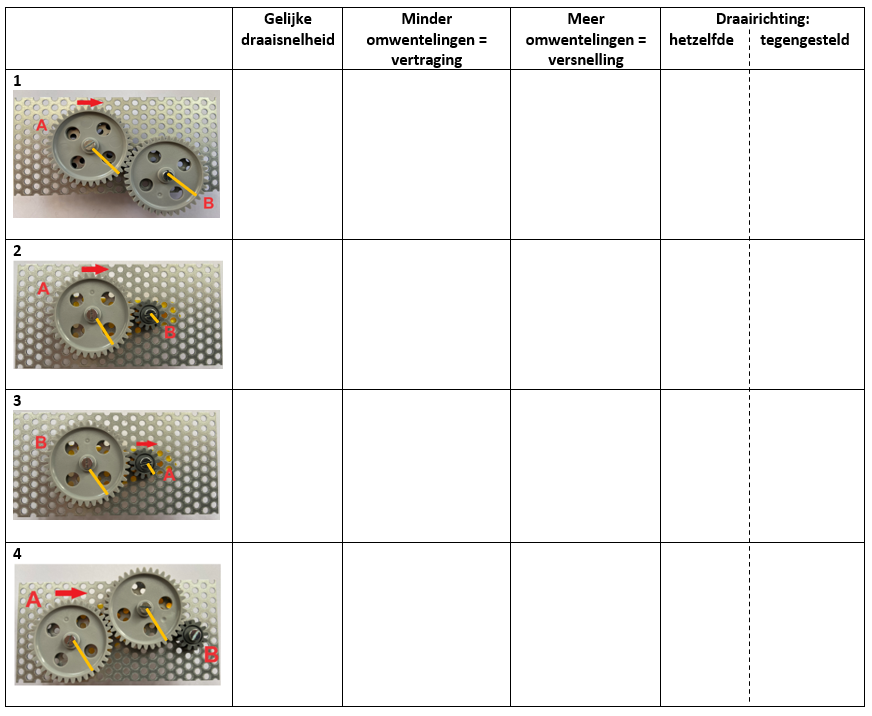 Gelijke
draaisnelheid
Minder
omwentelingen =
vertraging
Meer
omwentelingen =
versnelling
Draairichting:
hetzelfde
tegengesteld
1
A
B
2
A
B
3
B
A
4
A
B